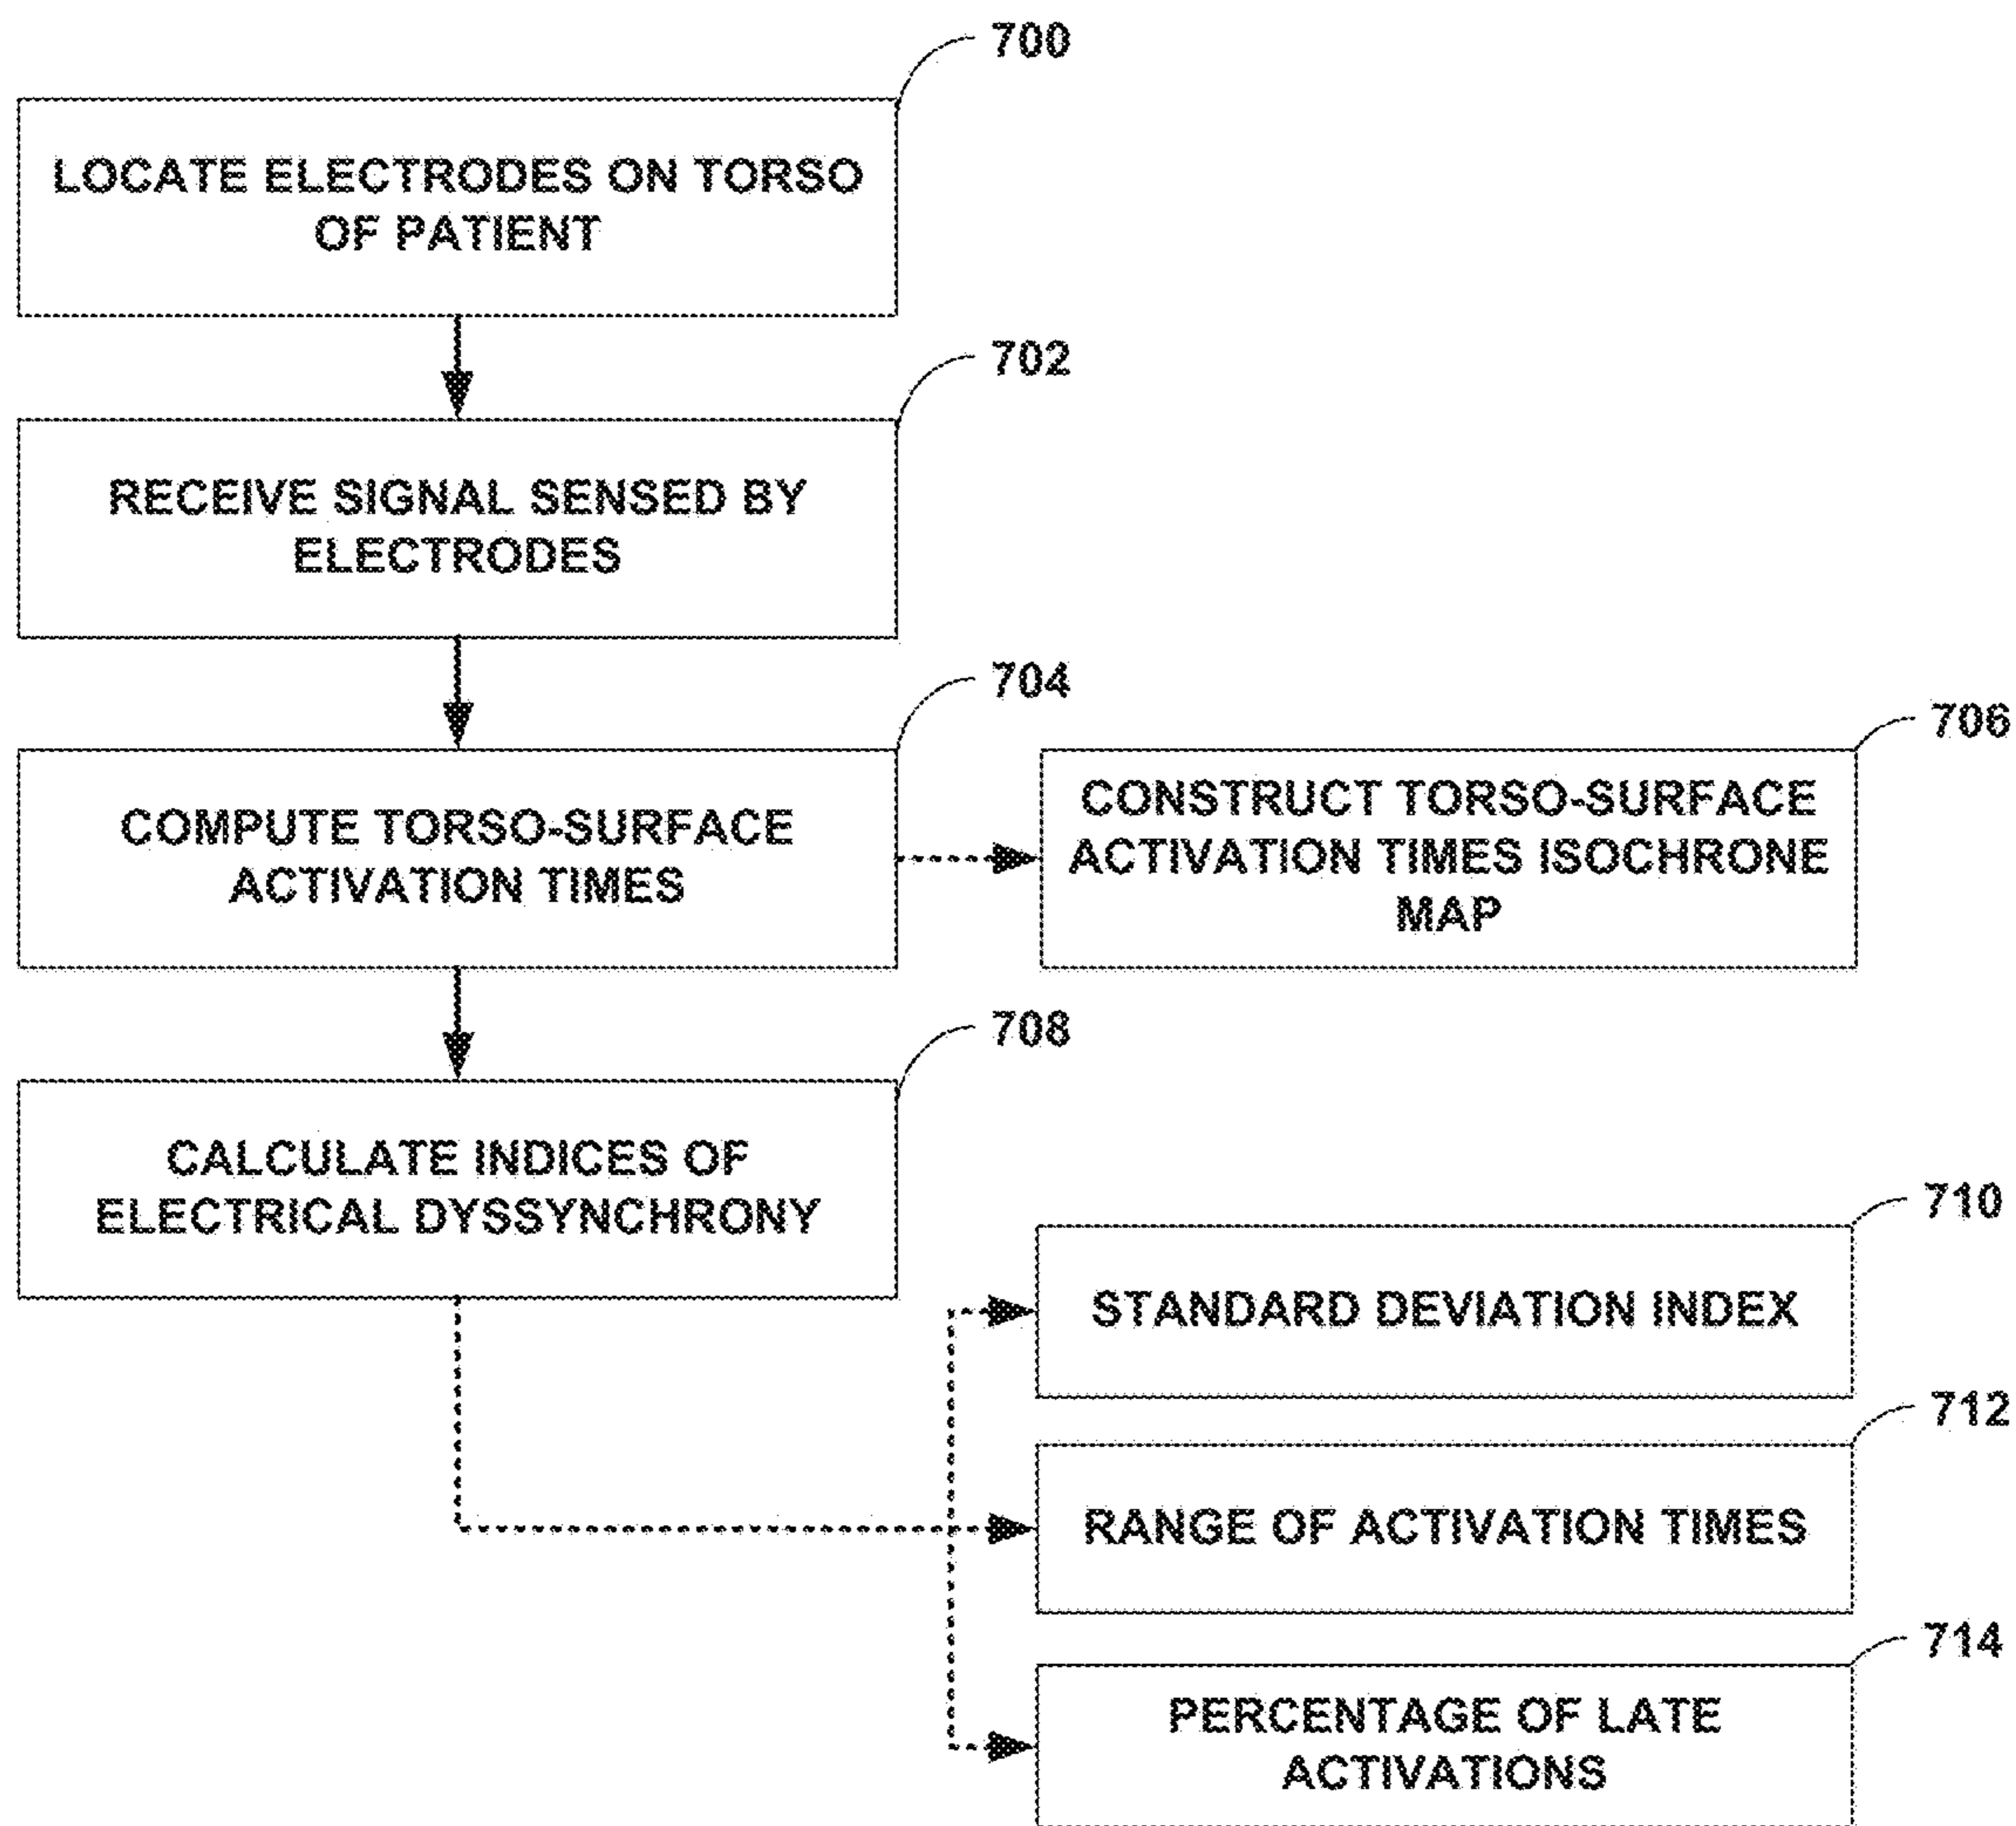 700
LOCATE ELECTRODES ON TORSO
OF PATIENT
702
RECEIVE SIGNAL SENSED BY
ELECTRODES
704
COMPUTE TORSO-SURFACE
ACTIVATION TIMES
706
CONSTRUCT TORSO-SURFACE
ACTIVATION TIMES ISOCHRONE
MAP
708
CALCULATE INDICES OF
ELECTRICAL DYSSYNCHRONY
710
STANDARD DEVIATION INDEX
712
RANGE OF ACTIVATION TIMES
714
PERCENTAGE OF LATE
ACTIVATIONS